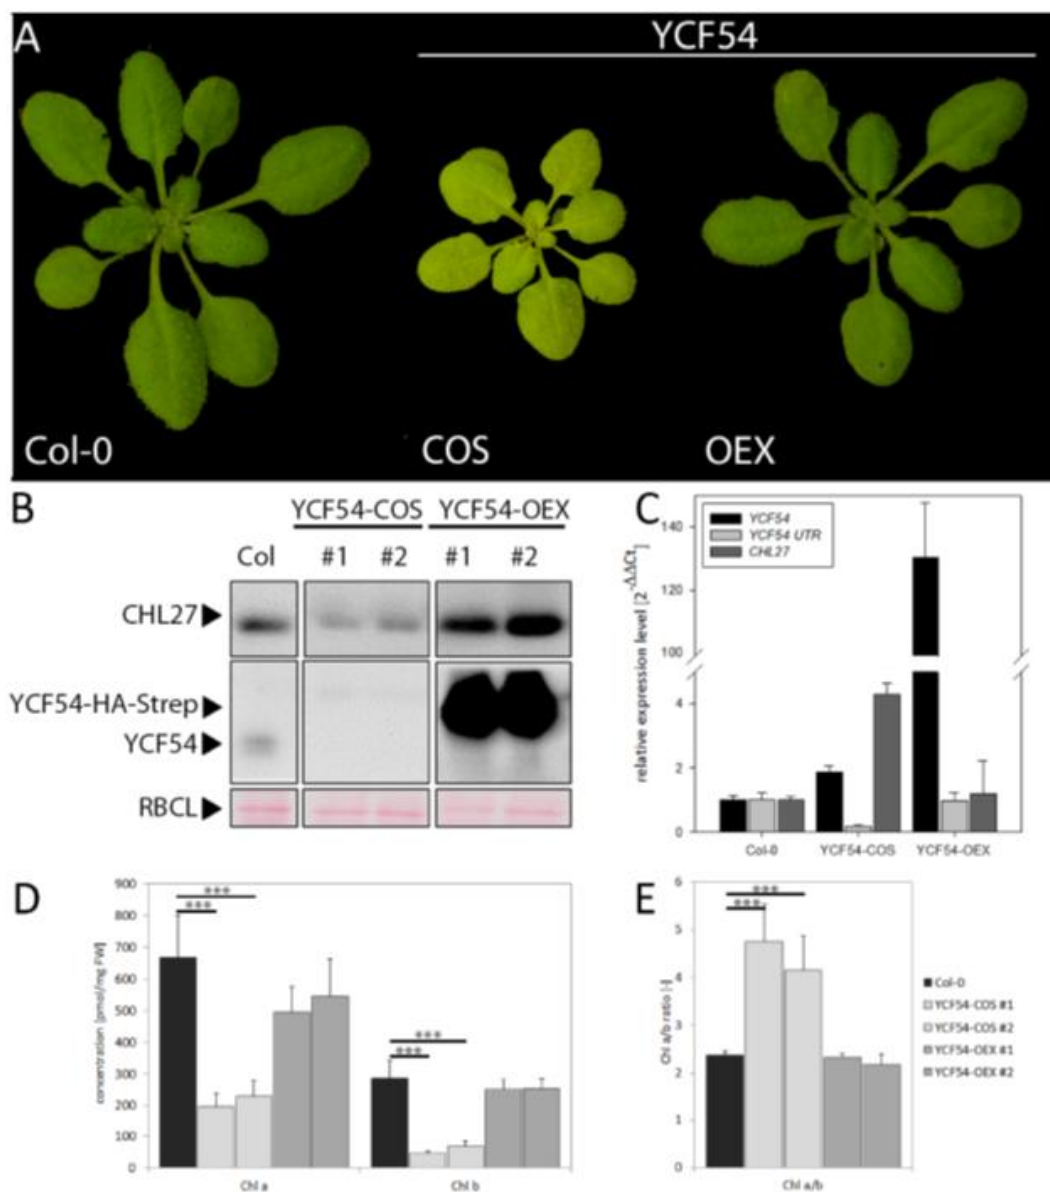 A
YCF54
Col-0
COS
OEX
B
YCF54-COS
YCF54-OEX
Col
#1
#2
#1
#2
CHL27
YCF54-HA-Strep
YCF54
RBCL
C
YCF54
YCF54 UTR
CHL27
relative expression level [2^-ΔΔCt]
140
120
100
4
2
0
Col-0
YCF54-COS
YCF54-OEX
D
concentration [pmol/mg FW]
900
800
700
600
500
400
300
200
100
0
***
***
***
***
Chl a
Chl b
E
Chl a/b ratio [-]
6
5
4
3
2
1
0
***
***
Chl a/b
Col-0
YCF54-COS #1
YCF54-COS #2
YCF54-OEX #1
YCF54-OEX #2